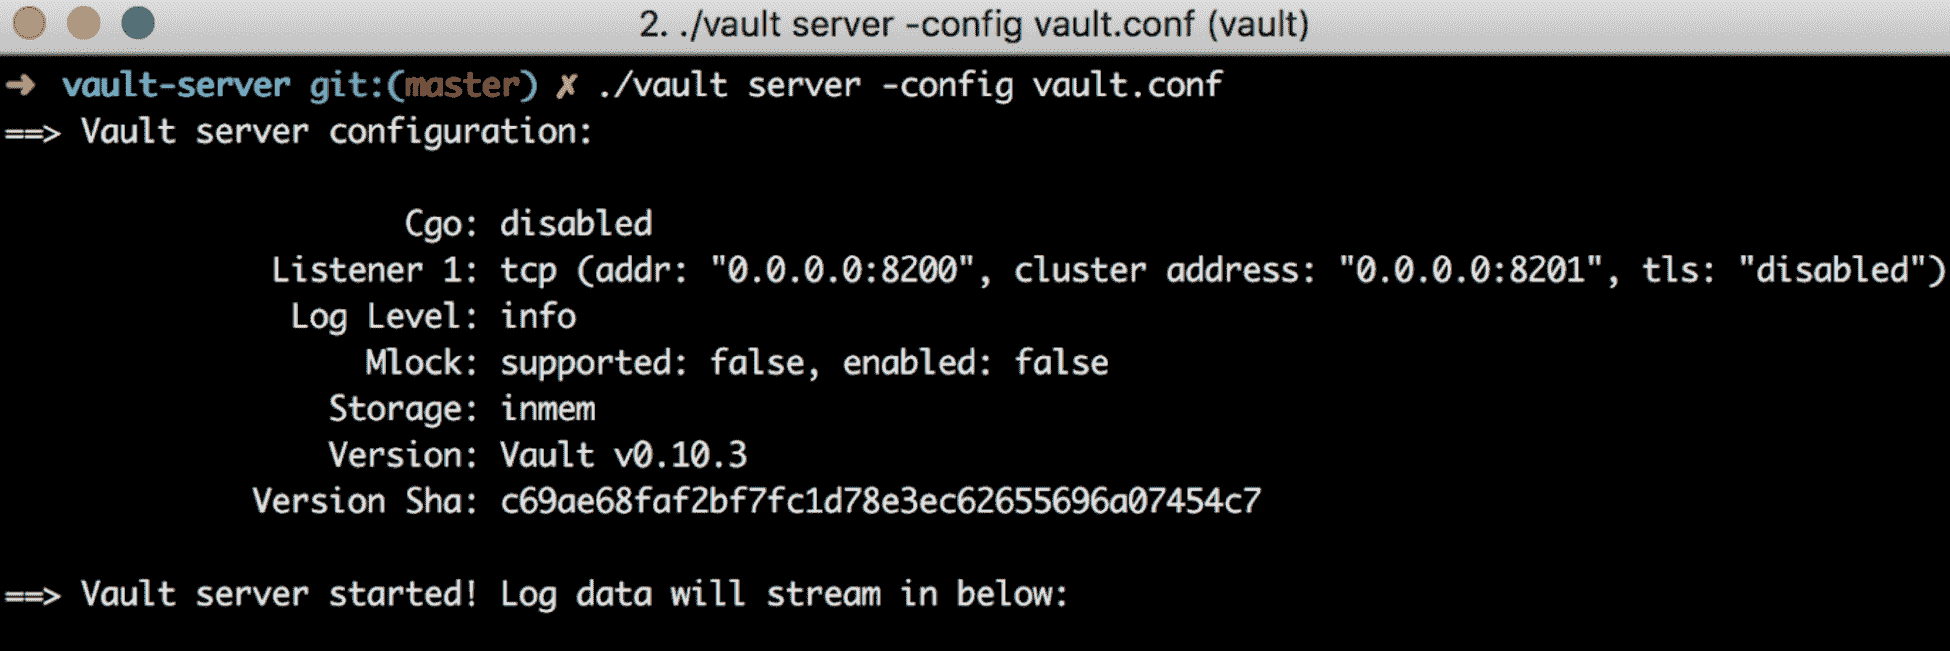 2. ./vault server -config vault.conf (vault)
➜ vault-server git:(master) ✗ ./vault server -config vault.conf
==> Vault server configuration:
Cgo: disabled
Listener 1: tcp (addr: "0.0.0.0:8200", cluster address: "0.0.0.0:8201", tls: "disabled")
Log Level: info
Mlock: supported: false, enabled: false
Storage: inmem
Version: Vault v0.10.3
Version Sha: c69ae68faf2bf7fc1d78e3ec62655696a07454c7
==> Vault server started! Log data will stream in below: